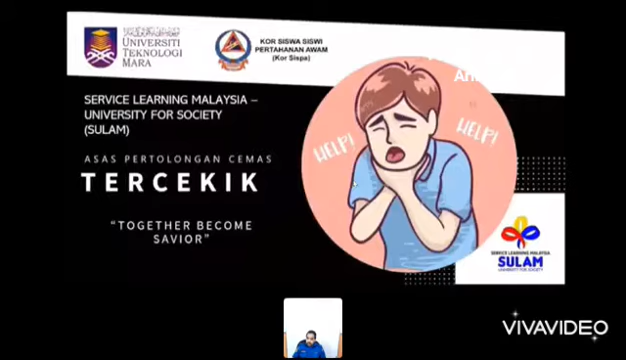 UNIVERSITI
TEKNOLOGI
MARA
KOR SISWA SISWI
PERTAHANAN AWAM
(Kor Sispa)
SERVICE LEARNING MALAYSIA –
UNIVERSITY FOR SOCIETY
(SULAM)
ASAS PERTOLONGAN CEMAS
TERCEKIK
“TOGETHER BECOME
SAVIOR”
HELP!
HELP!
SERVICE LEARNING MALAYSIA
SULAM
UNIVERSITY FOR SOCIETY
VIVAVIDEO